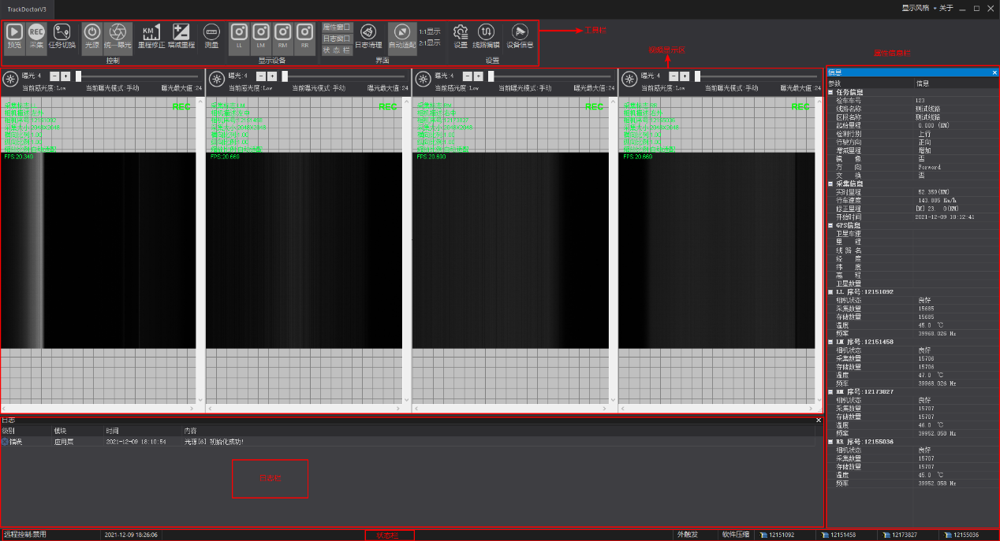 TrackDoctorV3
显示风格 关于
预览 采集 任务切换 光源 统一曝光 里程修正 增减里程 测量 LL LM RM RR 属性窗口 日志窗口 状 态 栏 日志清理 自动适配 1:1显示 2:1显示 设置 线路编辑 设备信息
REC
KM
控制 显示设备 界面 设置
工具栏
视频显示区
属性信息栏
曝光:4 - +
当前感光度:Low 当前曝光模式:手动 曝光最大值:24
曝光:4 - +
当前感光度:Low 当前曝光模式:手动 曝光最大值:24
曝光:4 - +
当前感光度:Low 当前曝光模式:手动 曝光最大值:24
曝光:4 - +
当前感光度:Low 当前曝光模式:手动 曝光最大值:24
REC
FPS:20.349
REC
FPS:20.669
REC
FPS:20.690
REC
FPS:20.669
信息
参数 信息
任务信息
检车车号 123
线路名称 测试线路
区段名称 测试线路
起始里程 0.000 (KM)
检测行别 上行
行驶方向 正向
增减里程 增加
镜 像 否
方 向 Forword
交 换 否
采集信息
实时里程 52.359(KM)
行车速度 143.885 Km/h
修正里程 [M] 23. 0(KM)
开始时间 2021-12-09 18:12:41
GPS信息
卫星车速
里 程
线 路 名
经 度
纬 度
高 程
卫星数量
LL 序号:12151092
相机状态 良好
采集数量 15685
存储数量 15685
温度 45.0 ℃
频率 39968.026 Hz
LM 序号:12151458
相机状态 良好
采集数量 15706
存储数量 15706
温度 47.0 ℃
频率 39968.026 Hz
RM 序号:12173827
相机状态 良好
采集数量 15707
存储数量 15707
温度 46.0 ℃
频率 39952.058 Hz
RR 序号:12155036
相机状态 良好
采集数量 15707
存储数量 15707
温度 45.0 ℃
频率 39952.058 Hz
日志
级别 模块 时间 内容
错误 应用层 2021-12-09 18:10:54 光源[6] 初始化成功!
日志栏
远程控制:禁用 2021-12-09 18:26:06 状态栏 外触发 软件压缩 12151092 12151458 12173827 12155036